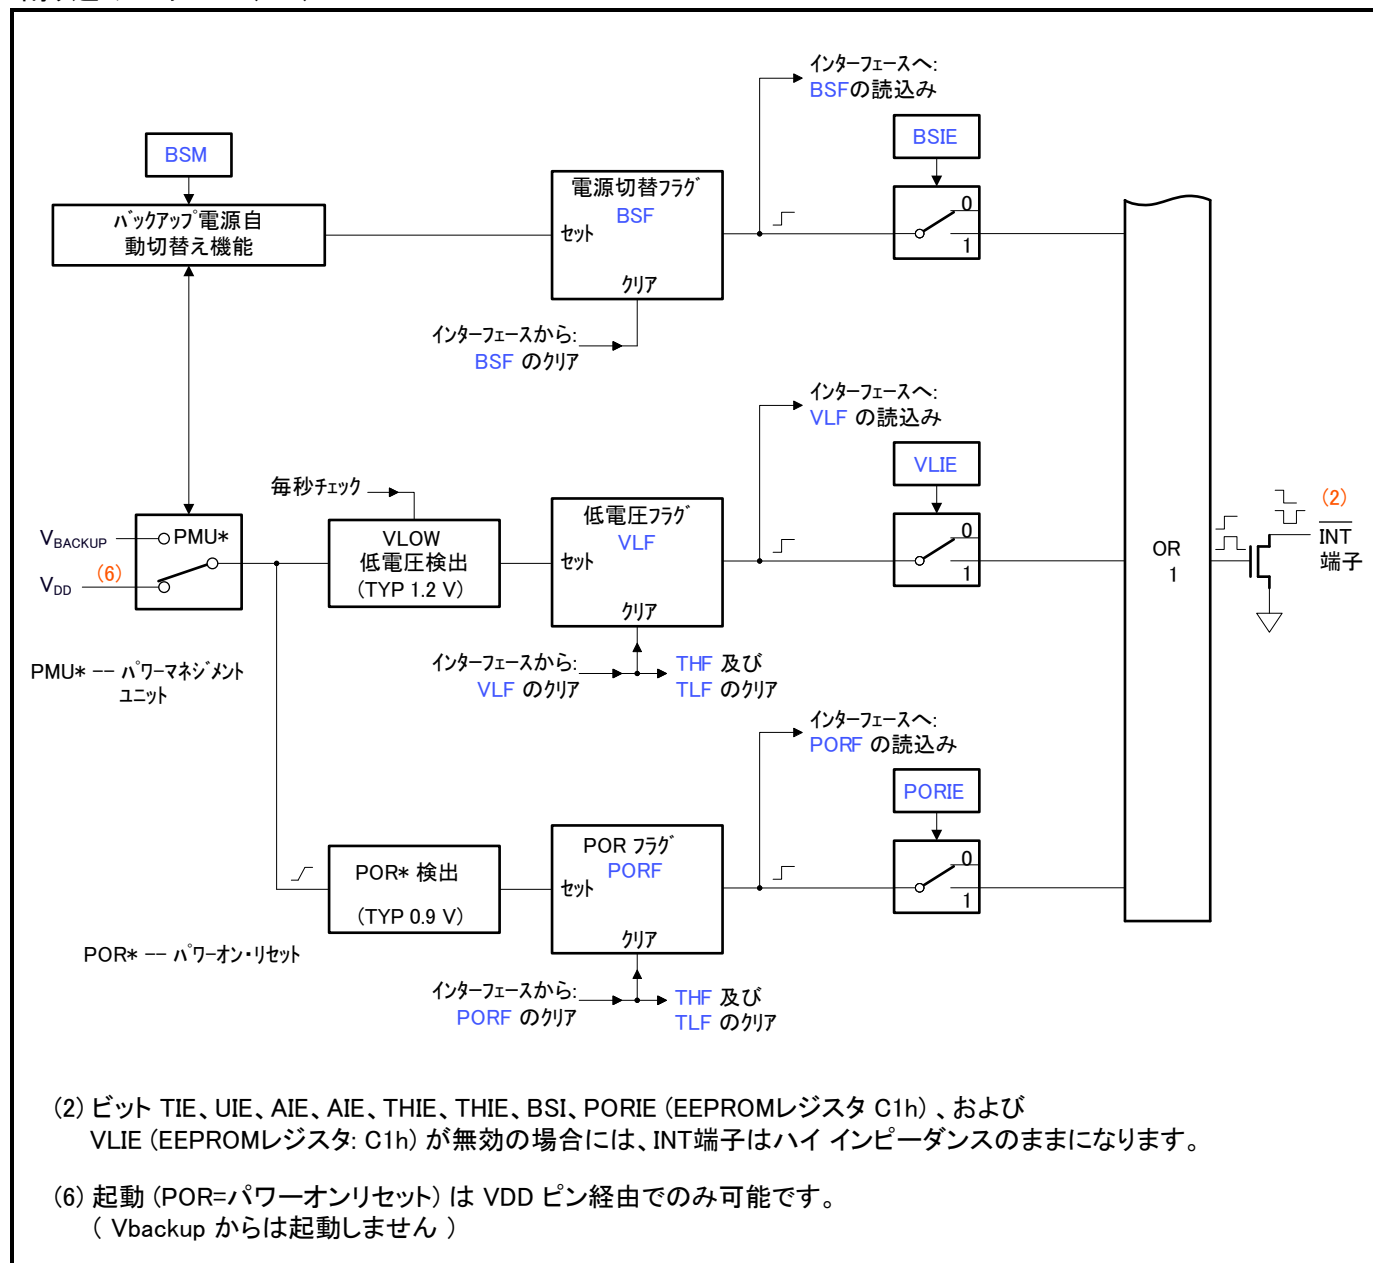 インターフェースへ:
BSFの読込み
BSM
BSIE
バックアップ電源自
動切替え機能
電源切替フラグ
BSF
セット
クリア
0
1
インターフェースから:
BSF のクリア
インターフェースへ:
VLF の読込み
VLIE
毎秒チェック
VBACKUP
PMU*
VDD
(6)
VLOW
低電圧検出
(TYP 1.2 V)
低電圧フラグ
VLF
セット
クリア
0
1
OR
1
(2)
INT
端子
PMU* -- パワーマネジメント
ユニット
インターフェースから:
VLF のクリア
THF 及び
TLF のクリア
インターフェースへ:
PORF の読込み
PORIE
POR* 検出
(TYP 0.9 V)
POR フラグ
PORF
セット
クリア
0
1
POR* -- パワーオン・リセット
インターフェースから:
PORF のクリア
THF 及び
TLF のクリア
(2) ビット TIE、UIE、AIE、AIE、THIE、THIE、BSI、PORIE (EEPROMレジスタ C1h) 、および
VLIE (EEPROMレジスタ: C1h) が無効の場合には、INT端子はハイ インピーダンスのままになります。
(6) 起動 (POR=パワーオンリセット) は VDD ピン経由でのみ可能です。
( Vbackup からは起動しません )